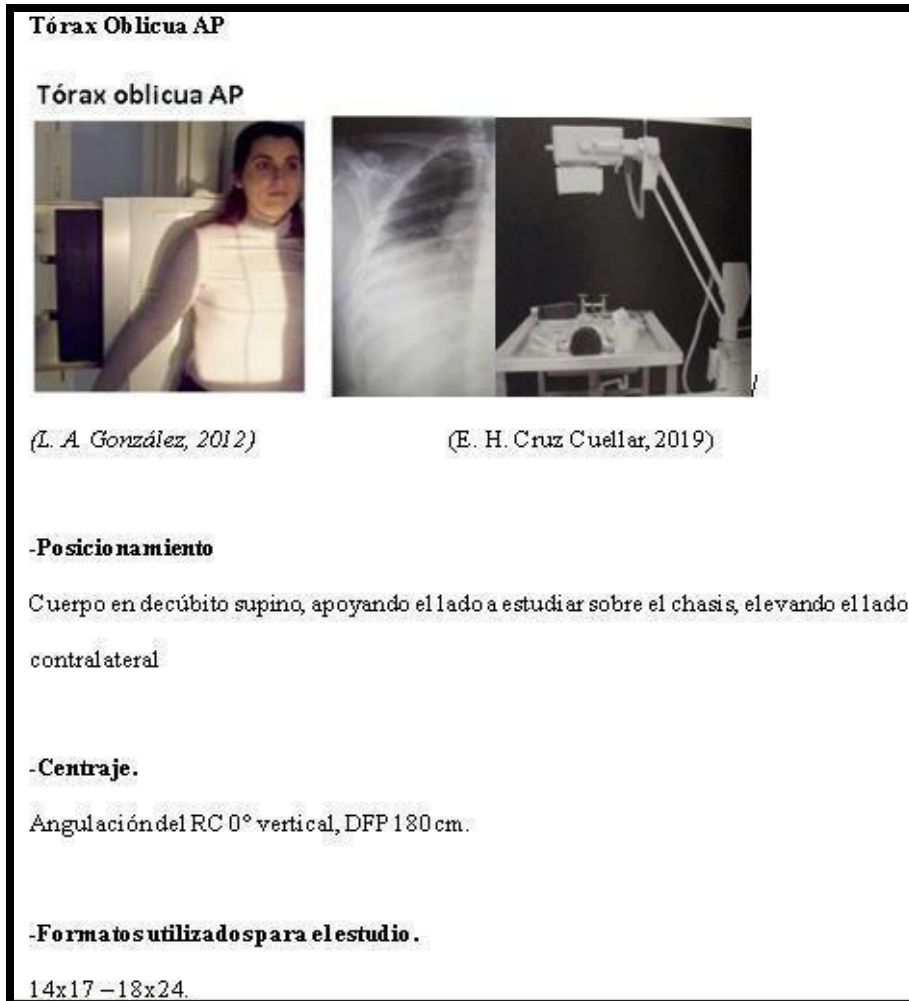 Tórax Oblicua AP
Tórax oblicua AP
(L. A. González, 2012) (E. H. Cruz Cuellar, 2019)
-Posicionamiento
Cuerpo en decúbito supino, apoyando el lado a estudiar sobre el chasis, elevando el lado
contralateral
-Centraje.
Angulación del RC 0° vertical, DFP 180 cm.
-Formatos utilizados para el estudio.
14x17 – 18x24.